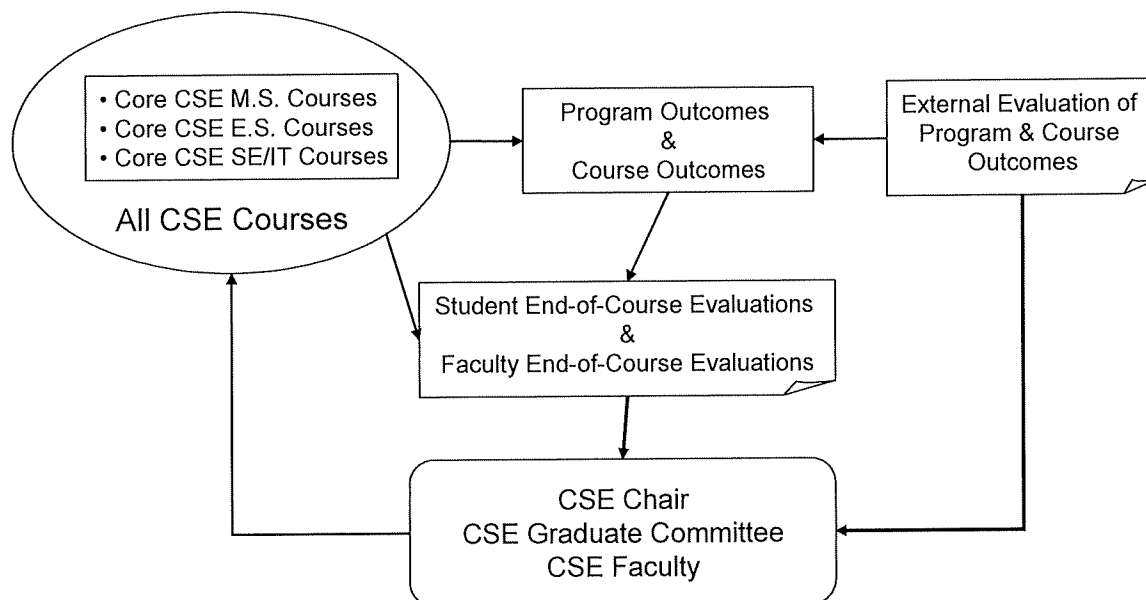 • Core CSE M.S. Courses
• Core CSE E.S. Courses
• Core CSE SE/IT Courses
All CSE Courses
Program Outcomes
&
Course Outcomes
External Evaluation of
Program & Course
Outcomes
Student End-of-Course Evaluations
&
Faculty End-of-Course Evaluations
CSE Chair
CSE Graduate Committee
CSE Faculty